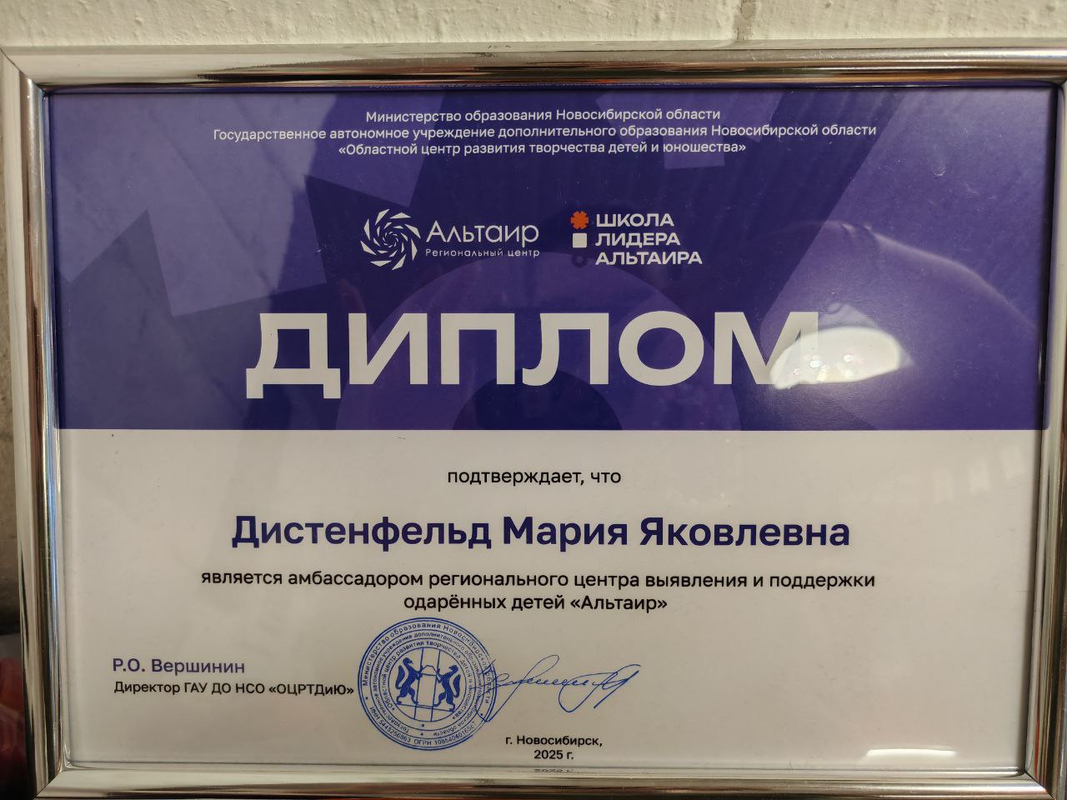 Министерство образования Новосибирской области
Государственное автономное учреждение дополнительного образования Новосибирской области
«Областной центр развития творчества детей и юношества»
Альтаир
Региональный центр
ШКОЛА
ЛИДЕРА
АЛЬТАИРА
ДИПЛОМ
подтверждает, что
Дистенфельд Мария Яковлевна
является амбассадором регионального центра выявления и поддержки
одарённых детей «Альтаир»
Р.О. Вершинин
Директор ГАУ ДО НСО «ОЦРТДиЮ»
г. Новосибирск,
2025 г.